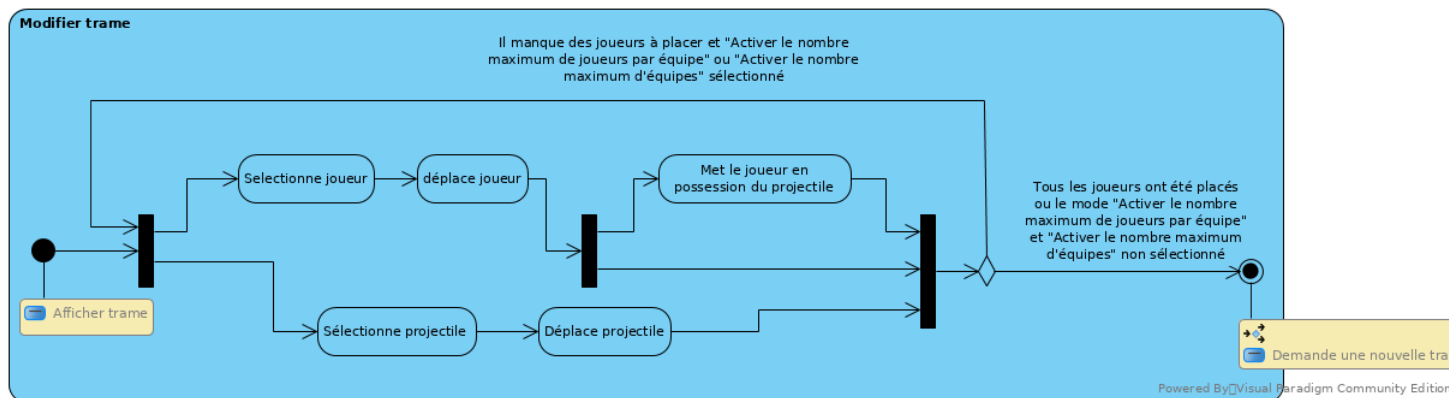 Modifier trame
Il manque des joueurs à placer et "Activer le nombre
maximum de joueurs par équipe" ou "Activer le nombre
maximum d'équipes" sélectionné
Selectionne joueur
déplace joueur
Met le joueur en
possession du projectile
Tous les joueurs ont été placés
ou le mode "Activer le nombre
maximum de joueurs par équipe"
et "Activer le nombre maximum
d'équipes" non sélectionné
Afficher trame
Sélectionne projectile
Déplace projectile
Demande une nouvelle tra
Powered By Visual Paradigm Community Edition